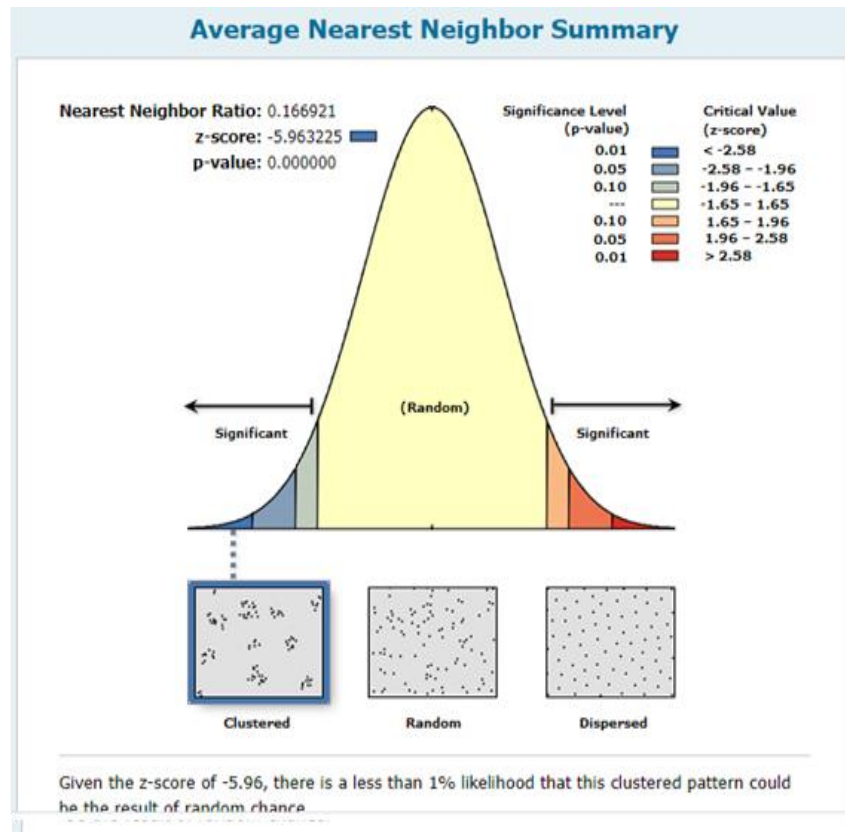 Average Nearest Neighbor Summary
Nearest Neighbor Ratio: 0.166921
z-score: -5.963225
p-value: 0.000000
Significance Level Critical Value
(p-value) (z-score)
0.01 < -2.58
0.05 -2.58 - -1.96
0.10 -1.96 - -1.65
--- -1.65 - 1.65
0.10 1.65 - 1.96
0.05 1.96 - 2.58
0.01 > 2.58
(Random)
Significant Significant
Clustered Random Dispersed
Given the z-score of -5.96, there is a less than 1% likelihood that this clustered pattern could
be the result of random chance